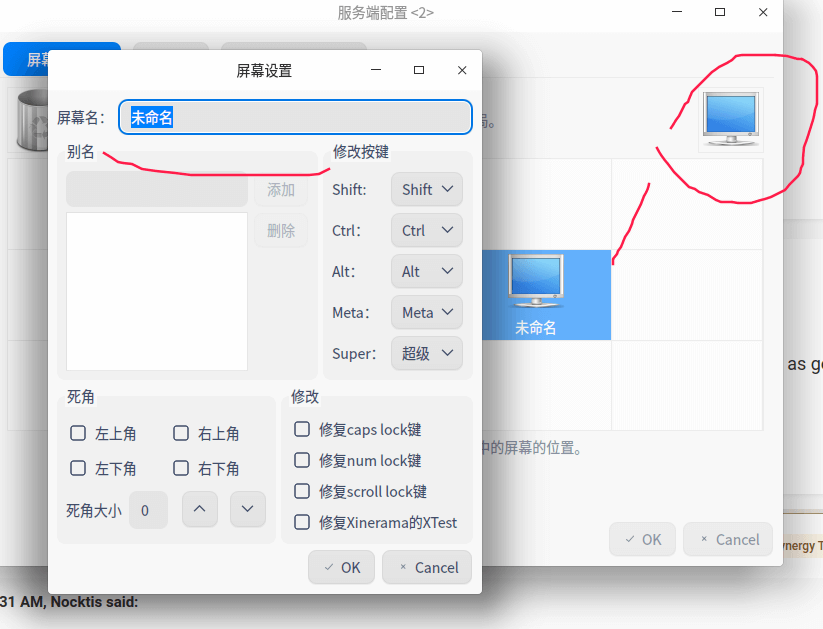 服务端配置 <2>
屏幕设置
屏幕名：
未命名
别名
添加
删除
修改按键
Shift:
Shift
Ctrl：
Ctrl
Alt：
Alt
Meta：
Meta
Super：
超级
死角
左上角
右上角
左下角
右下角
死角大小
0
修改
修复caps lock键
修复num lock键
修复scroll lock键
修复Xinerama的XTest
OK
Cancel
未命名
中的屏幕的位置。
OK
Cancel
as
31 AM, Nocktis said: